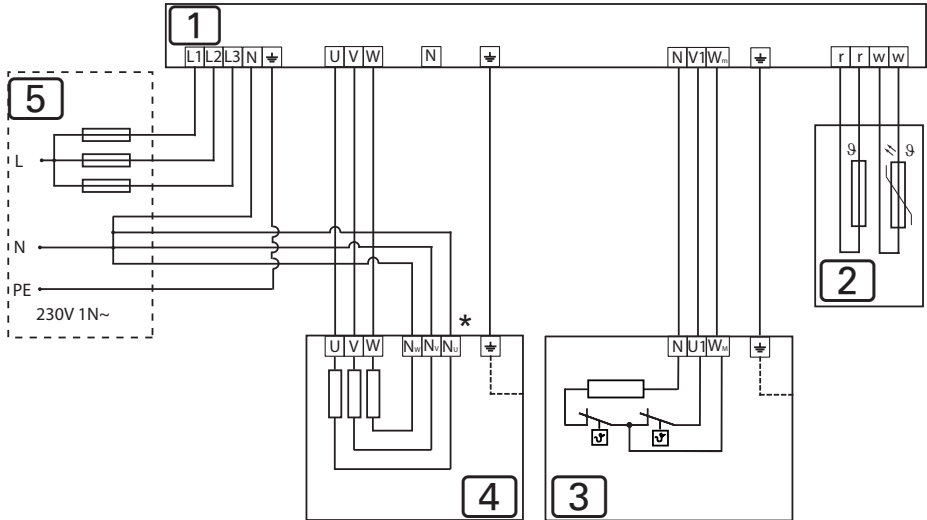 1
L1 L2 L3 N ⏚ U V W N ⏚ N V1 Wm ⏚ r r w w
5
L
N
PE
230V 1N~
2
ϑ ϑ
*
U V W NW NV NU ⏚ N U1 WM ⏚
ϑ ϑ
4 3